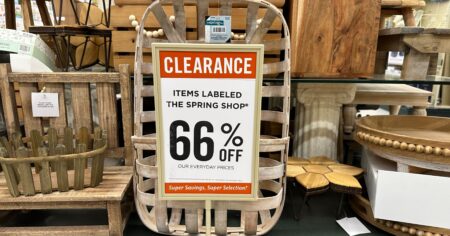 CLEARANCE
ITEMS LABELED
THE SPRING SHOP®
66% OFF
OUR EVERYDAY PRICES
Super Savings, Super Selection!®